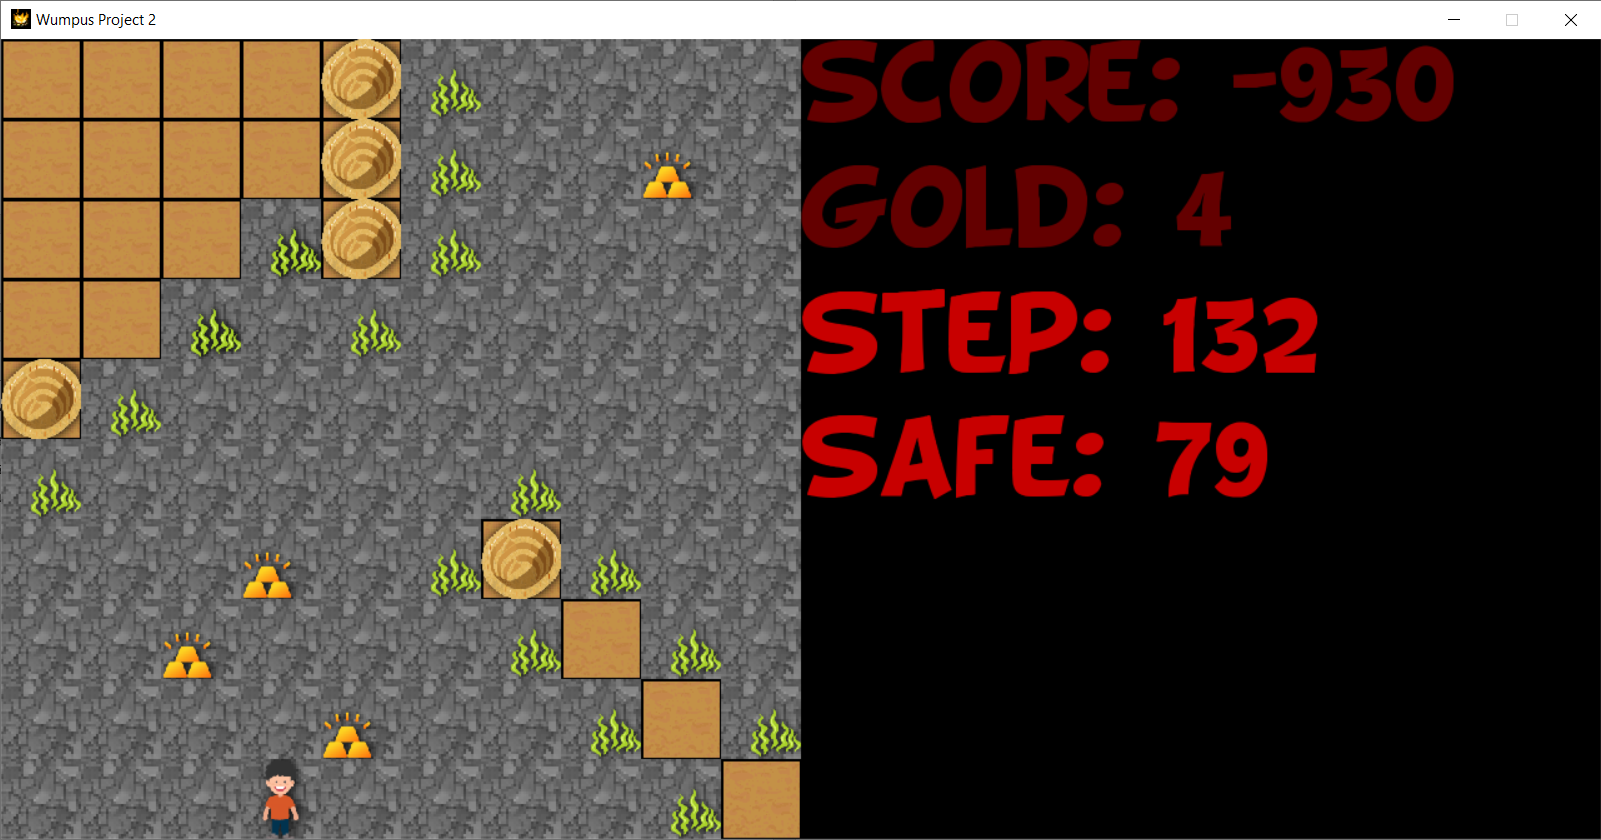 Wumpus Project 2
SCORE: -930
GOLD: 4
STEP: 132
SAFE: 79